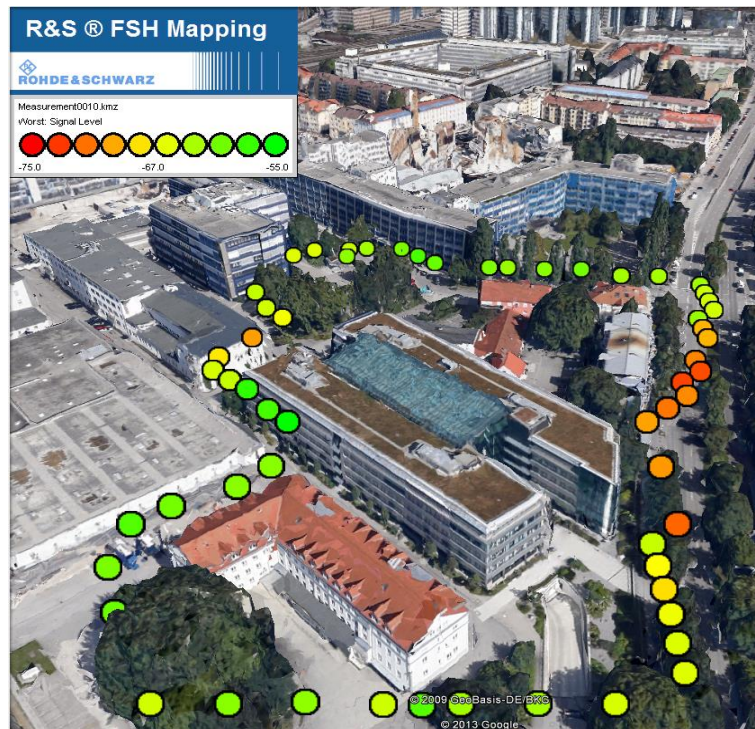 R&S ® FSH Mapping
ROHDE&SCHWARZ
Measurement0010.kmz
Worst: Signal Level
-75.0 -67.0 -55.0
© 2009 GeoBasis-DE/BKG
© 2013 Google